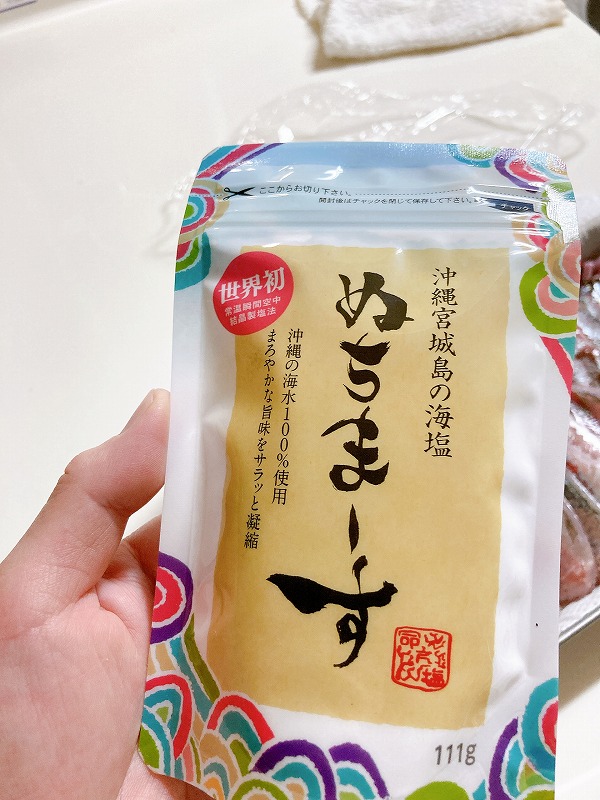 ここからお切り下さい。
開封後はチャックを閉じて保存して下さい。
チャック
世界初
常温瞬間空中
結晶製塩法
沖縄宮城島の海塩
ぬちまーす
沖縄の海水100%使用
まろやかな旨味をサラッと凝縮
111g